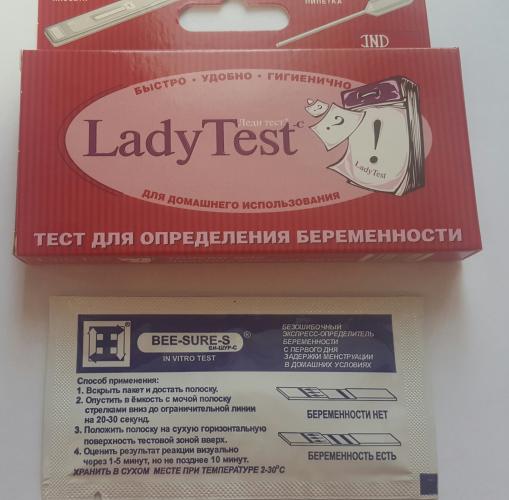 ПИПЕТКА
JND
БЫСТРО · УДОБНО · ГИГИЕНИЧНО
Леди тест®
LadyTest-C
?
?
!
LadyTest
ДЛЯ ДОМАШНЕГО ИСПОЛЬЗОВАНИЯ
ТЕСТ ДЛЯ ОПРЕДЕЛЕНИЯ БЕРЕМЕННОСТИ
BEE-SURE-S®
БИ-ШУР-С
IN VITRO TEST
БЕЗОШИБОЧНЫЙ
ЭКСПРЕСС-ОПРЕДЕЛИТЕЛЬ
БЕРЕМЕННОСТИ
С ПЕРВОГО ДНЯ
ЗАДЕРЖКИ МЕНСТРУАЦИИ
В ДОМАШНИХ УСЛОВИЯХ
Способ применения:
1. Вскрыть пакет и достать полоску.
2. Опустить в ёмкость с мочой полоску
стрелками вниз до ограничительной линии
на 20-30 секунд.
3. Положить полоску на сухую горизонтальную
поверхность тестовой зоной вверх.
4. Оценить результат реакции визуально
через 1-5 минут, но не позднее 10 минут.
ХРАНИТЬ В СУХОМ МЕСТЕ ПРИ ТЕМПЕРАТУРЕ 2-30°С
БЕРЕМЕННОСТИ НЕТ
БЕРЕМЕННОСТЬ ЕСТЬ